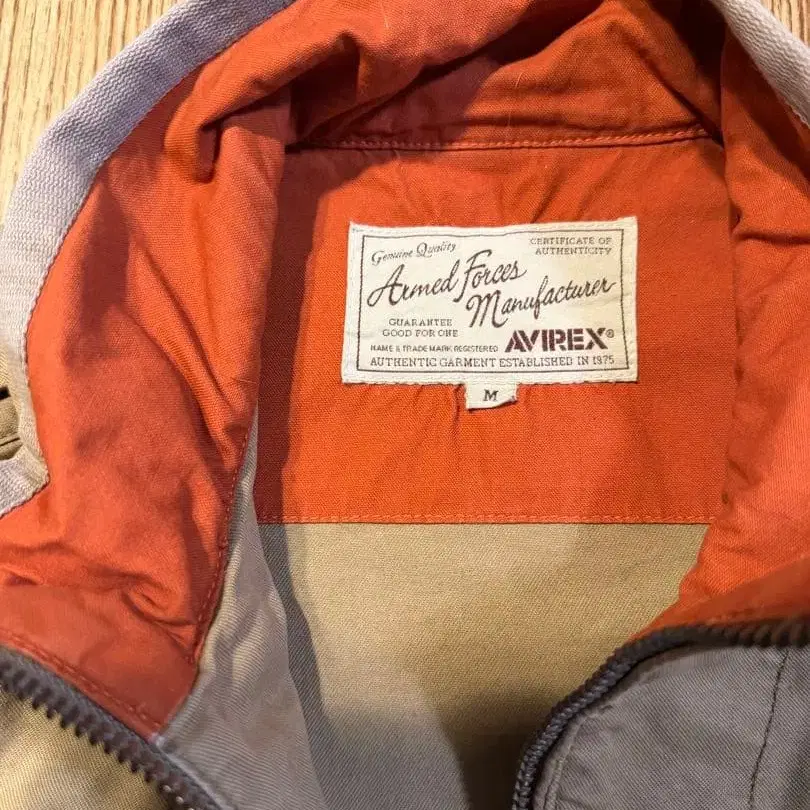 Genuine Quality
CERTIFICATE OF
AUTHENTICITY
Armed Forces
Manufacturer
GUARANTEE
GOOD FOR ONE
NAME & TRADE MARK REGISTERED
AVIREX®
AUTHENTIC GARMENT ESTABLISHED IN 1975
M